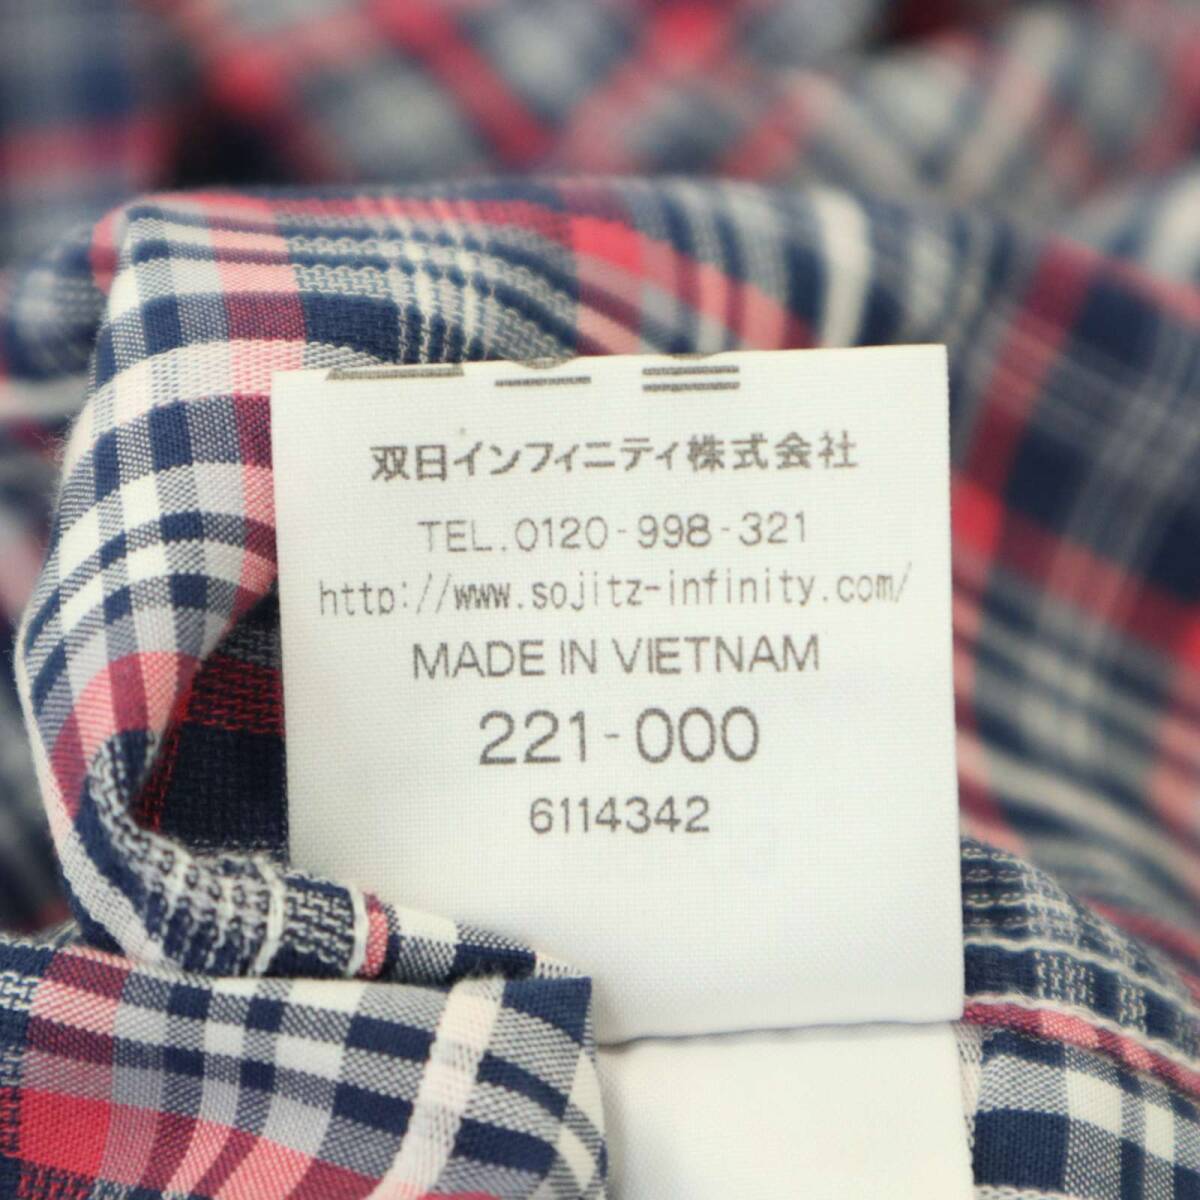 双日インフィニティ株式会社
TEL.0120-998-321
http://www.sojitz-infinity.com/
MADE IN VIETNAM
221-000
6114342